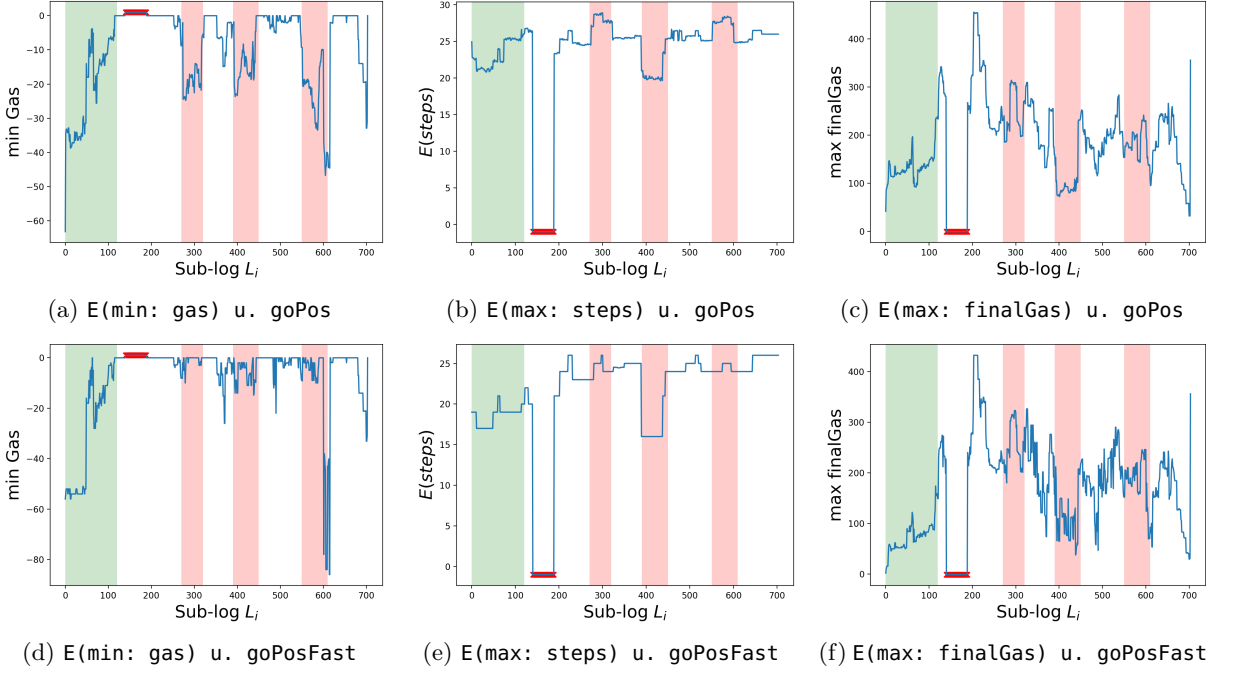 0
−10
−20
−30
−40
−50
−60
min Gas
0 100 200 300 400 500 600 700
Sub-log Li
(a) E(min: gas) u. goPos
30
25
20
15
10
5
0
E(steps)
0 100 200 300 400 500 600 700
Sub-log Li
(b) E(max: steps) u. goPos
400
300
200
100
0
max finalGas
0 100 200 300 400 500 600 700
Sub-log Li
(c) E(max: finalGas) u. goPos
0
−20
−40
−60
−80
min Gas
0 100 200 300 400 500 600 700
Sub-log Li
(d) E(min: gas) u. goPosFast
25
20
15
10
5
0
E(steps)
0 100 200 300 400 500 600 700
Sub-log Li
(e) E(max: steps) u. goPosFast
400
300
200
100
0
max finalGas
0 100 200 300 400 500 600 700
Sub-log Li
(f) E(max: finalGas) u. goPosFast